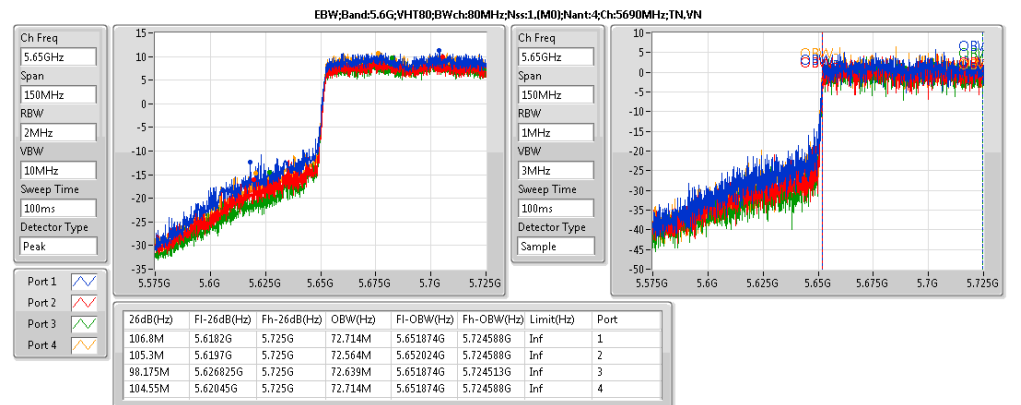 EBW;Band:5.6G;VHT80;BWch:80MHz;Nss:1,(M0);Nant:4;Ch:5690MHz;TN,VN
Ch Freq
5.65GHz
Span
150MHz
RBW
2MHz
VBW
10MHz
Sweep Time
100ms
Detector Type
Peak
15
10
5
0
-5
-10
-15
-20
-25
-30
-35
5.575G 5.6G 5.625G 5.65G 5.675G 5.7G 5.725G
Ch Freq
5.65GHz
Span
150MHz
RBW
1MHz
VBW
3MHz
Sweep Time
100ms
Detector Type
Sample
10
5
0
-5
-10
-15
-20
-25
-30
-35
-40
-45
-50
5.575G 5.6G 5.625G 5.65G 5.675G 5.7G 5.725G
Port 1
Port 2
Port 3
Port 4
26dB(Hz) Fl-26dB(Hz) Fh-26dB(Hz) OBW(Hz) Fl-OBW(Hz) Fh-OBW(Hz) Limit(Hz) Port
106.8M 5.6182G 5.725G 72.714M 5.651874G 5.724588G Inf 1
105.3M 5.6197G 5.725G 72.564M 5.652024G 5.724588G Inf 2
98.175M 5.626825G 5.725G 72.639M 5.651874G 5.724513G Inf 3
104.55M 5.62045G 5.725G 72.714M 5.651874G 5.724588G Inf 4